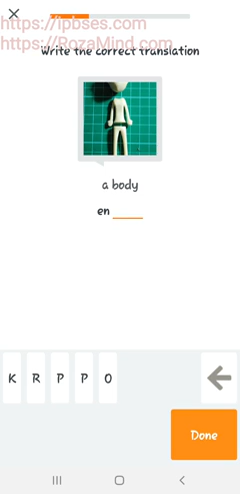 https://ipbses.com
https://RozaMind.com
Write the correct translation
a body
en
K R P P O
Done